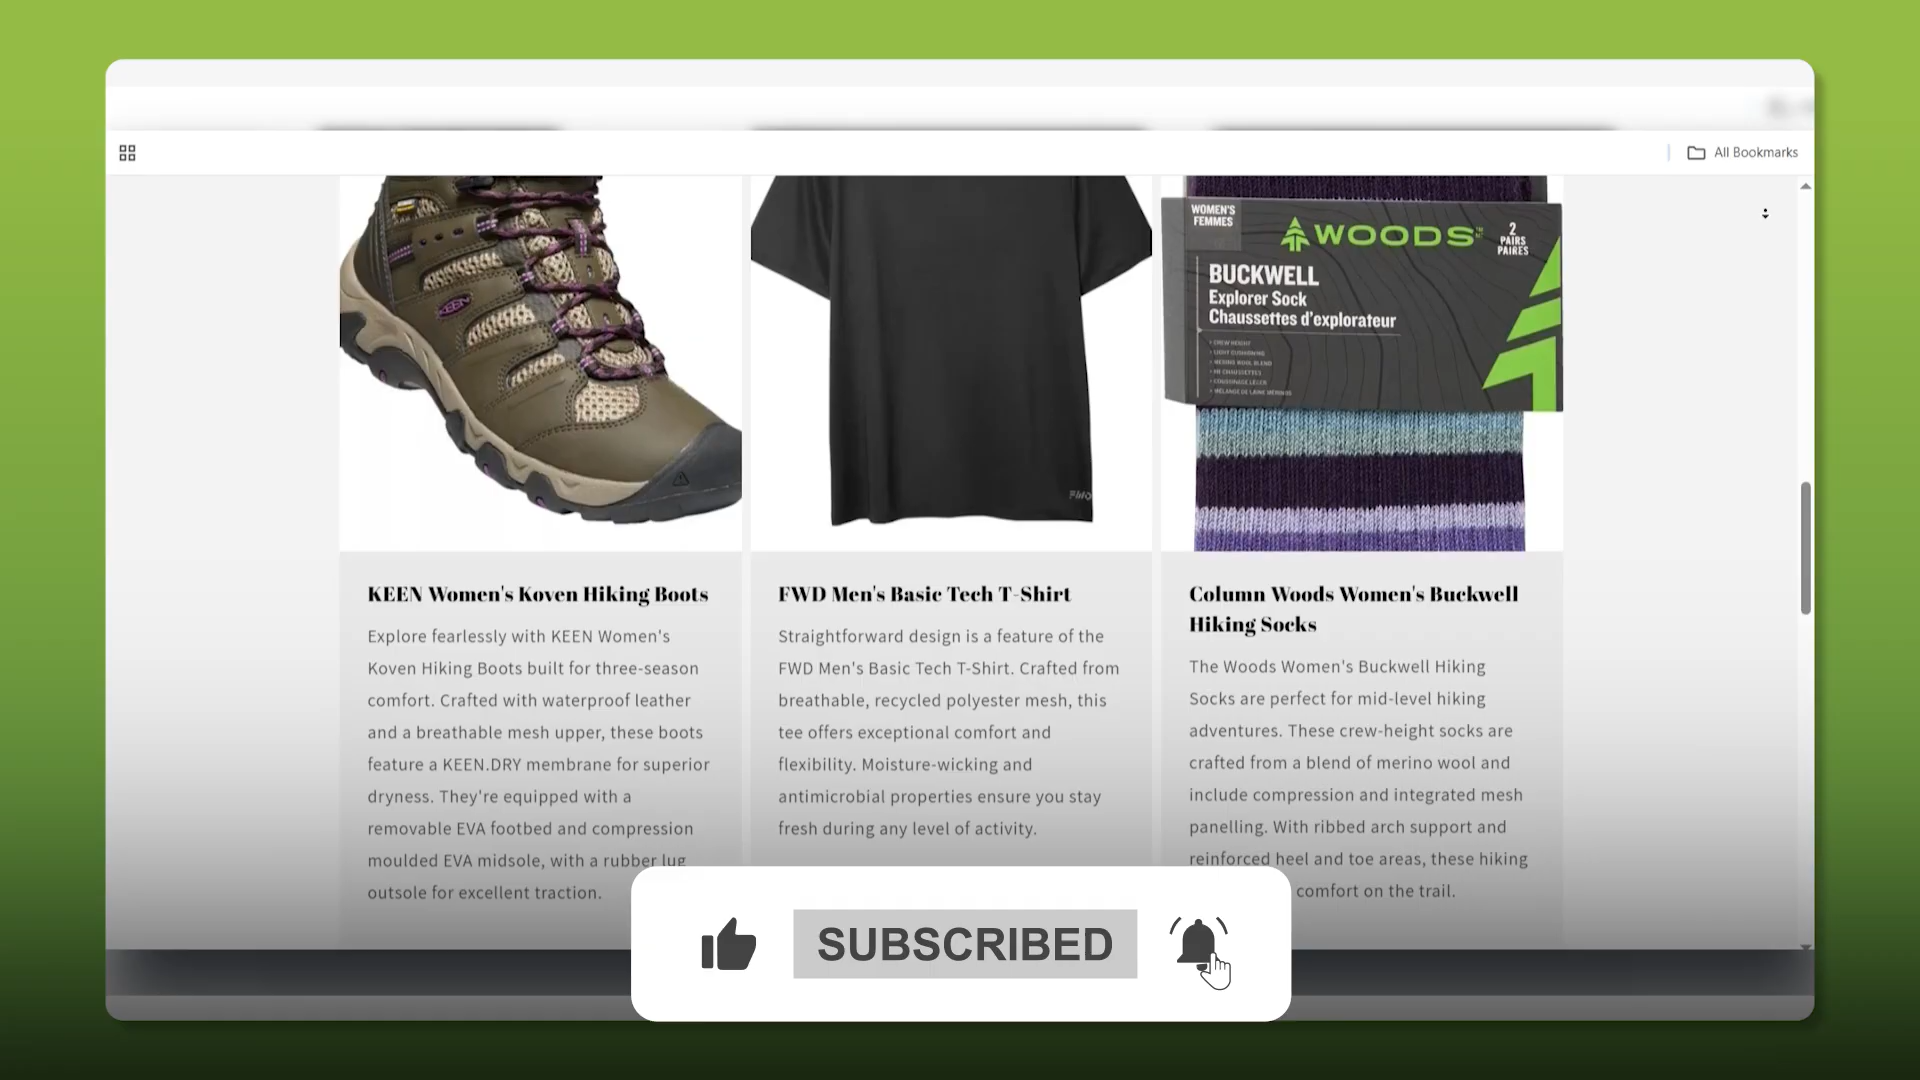 All Bookmarks
KEEN
FWD
WOMEN'S
FEMMES
WOODS
2
PAIRS
PAIRES
BUCKWELL
Explorer Sock
Chaussettes d'explorateur
• CREW HEIGHT
• LIGHT CUSHIONING
• MERINO WOOL BLEND
• MI-CHAUSSETTES
• COUSSINAGE LÉGER
• MÉLANGE DE LAINE MÉRINOS
KEEN Women's Koven Hiking Boots
Explore fearlessly with KEEN Women's
Koven Hiking Boots built for three-season
comfort. Crafted with waterproof leather
and a breathable mesh upper, these boots
feature a KEEN.DRY membrane for superior
dryness. They're equipped with a
removable EVA footbed and compression
moulded EVA midsole, with a rubber lug
outsole for excellent traction.
FWD Men's Basic Tech T-Shirt
Straightforward design is a feature of the
FWD Men's Basic Tech T-Shirt. Crafted from
breathable, recycled polyester mesh, this
tee offers exceptional comfort and
flexibility. Moisture-wicking and
antimicrobial properties ensure you stay
fresh during any level of activity.
Column Woods Women's Buckwell
Hiking Socks
The Woods Women's Buckwell Hiking
Socks are perfect for mid-level hiking
adventures. These crew-height socks are
crafted from a blend of merino wool and
include compression and integrated mesh
panelling. With ribbed arch support and
reinforced heel and toe areas, these hiking
comfort on the trail.
SUBSCRIBED